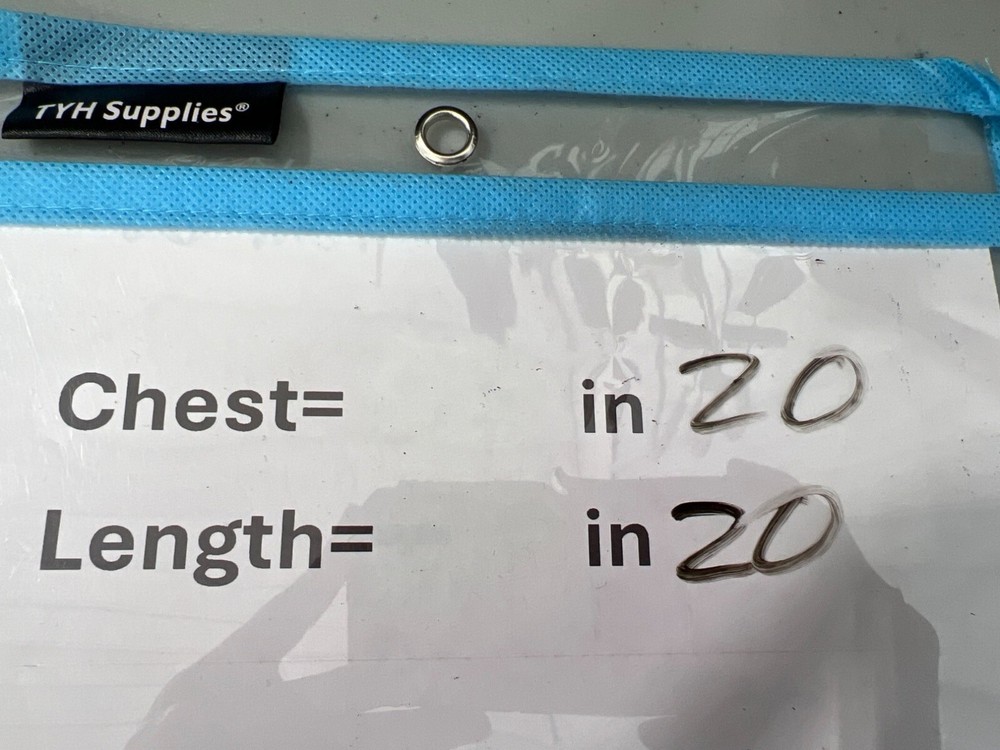 TYH Supplies®
Chest= in 20
Length= in 20